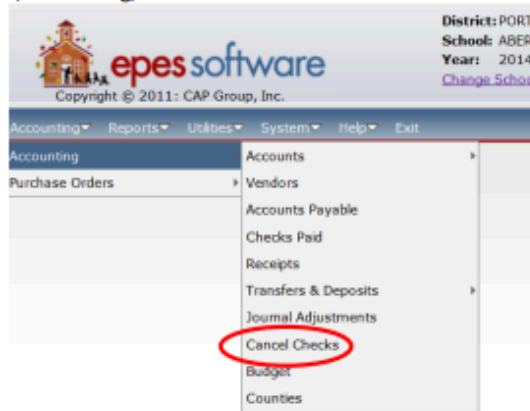 District: PORT
School: ABER
Year: 2014
Change Schoo
epes software
Copyright © 2011: CAP Group, Inc.
Accounting Reports Utilities System Help Exit
Accounting
Purchase Orders
Accounts
Vendors
Accounts Payable
Checks Paid
Receipts
Transfers & Deposits
Journal Adjustments
Cancel Checks
Budget
Counties